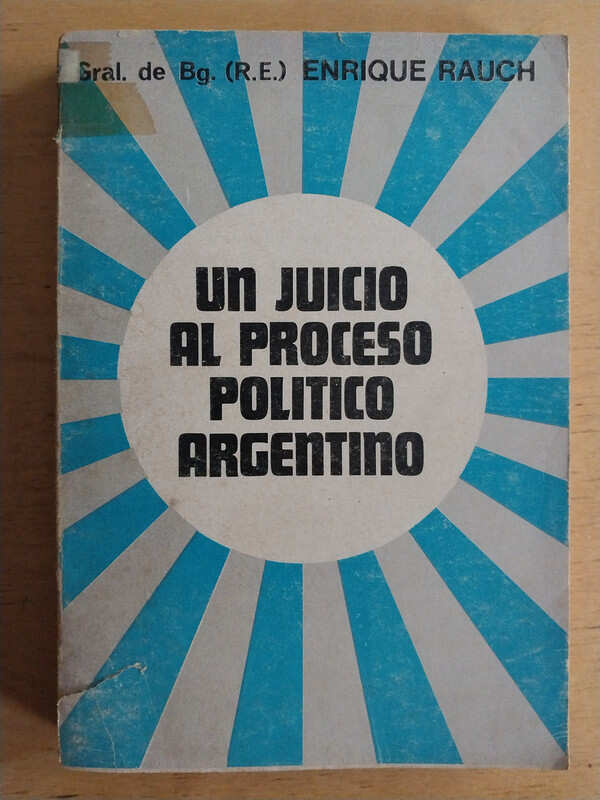 Gral. de Bg. (R.E.) ENRIQUE RAUCH
UN JUICIO
AL PROCESO
POLITICO
ARGENTINO